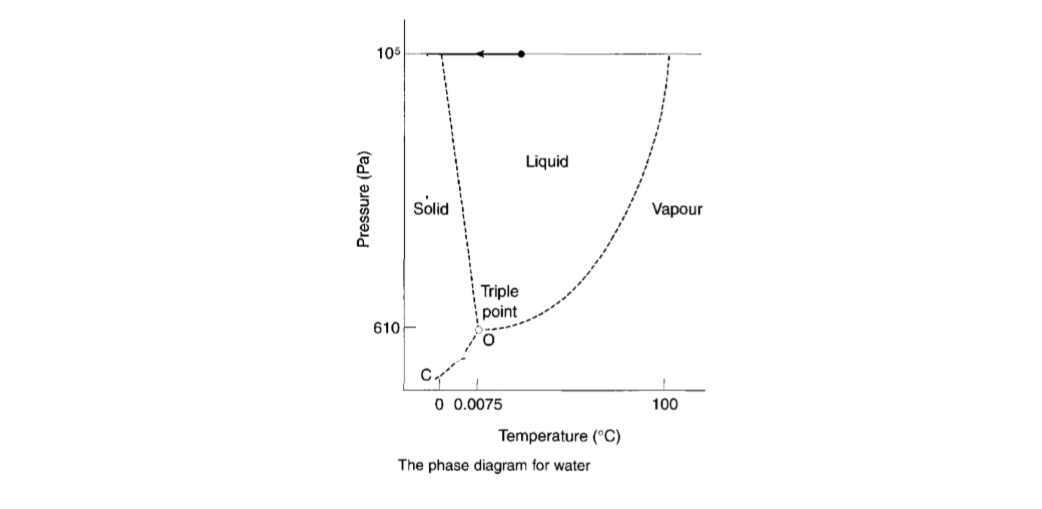 10⁵
Pressure (Pa)
Liquid
Solid
Vapour
Triple
point
610
O
C
0 0.0075 100
Temperature (°C)
The phase diagram for water